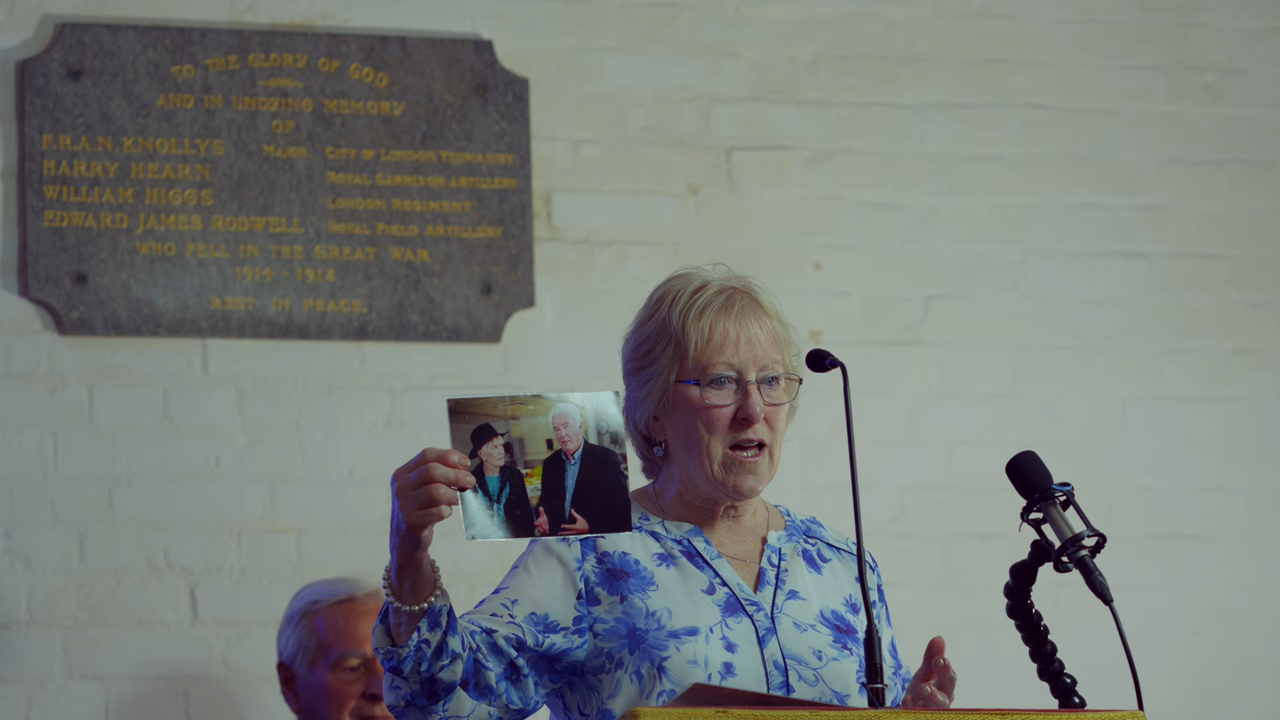 TO THE GLORY OF GOD
AND IN UNDYING MEMORY
OF
F.R.A.N. KNOLLYS MAJOR CITY OF LONDON YEOMANRY
HARRY HEARN ROYAL GARRISON ARTILLERY
WILLIAM HIGGS LONDON REGIMENT
EDWARD JAMES RODWELL ROYAL FIELD ARTILLERY
WHO FELL IN THE GREAT WAR
1914 - 1918
REST IN PEACE.